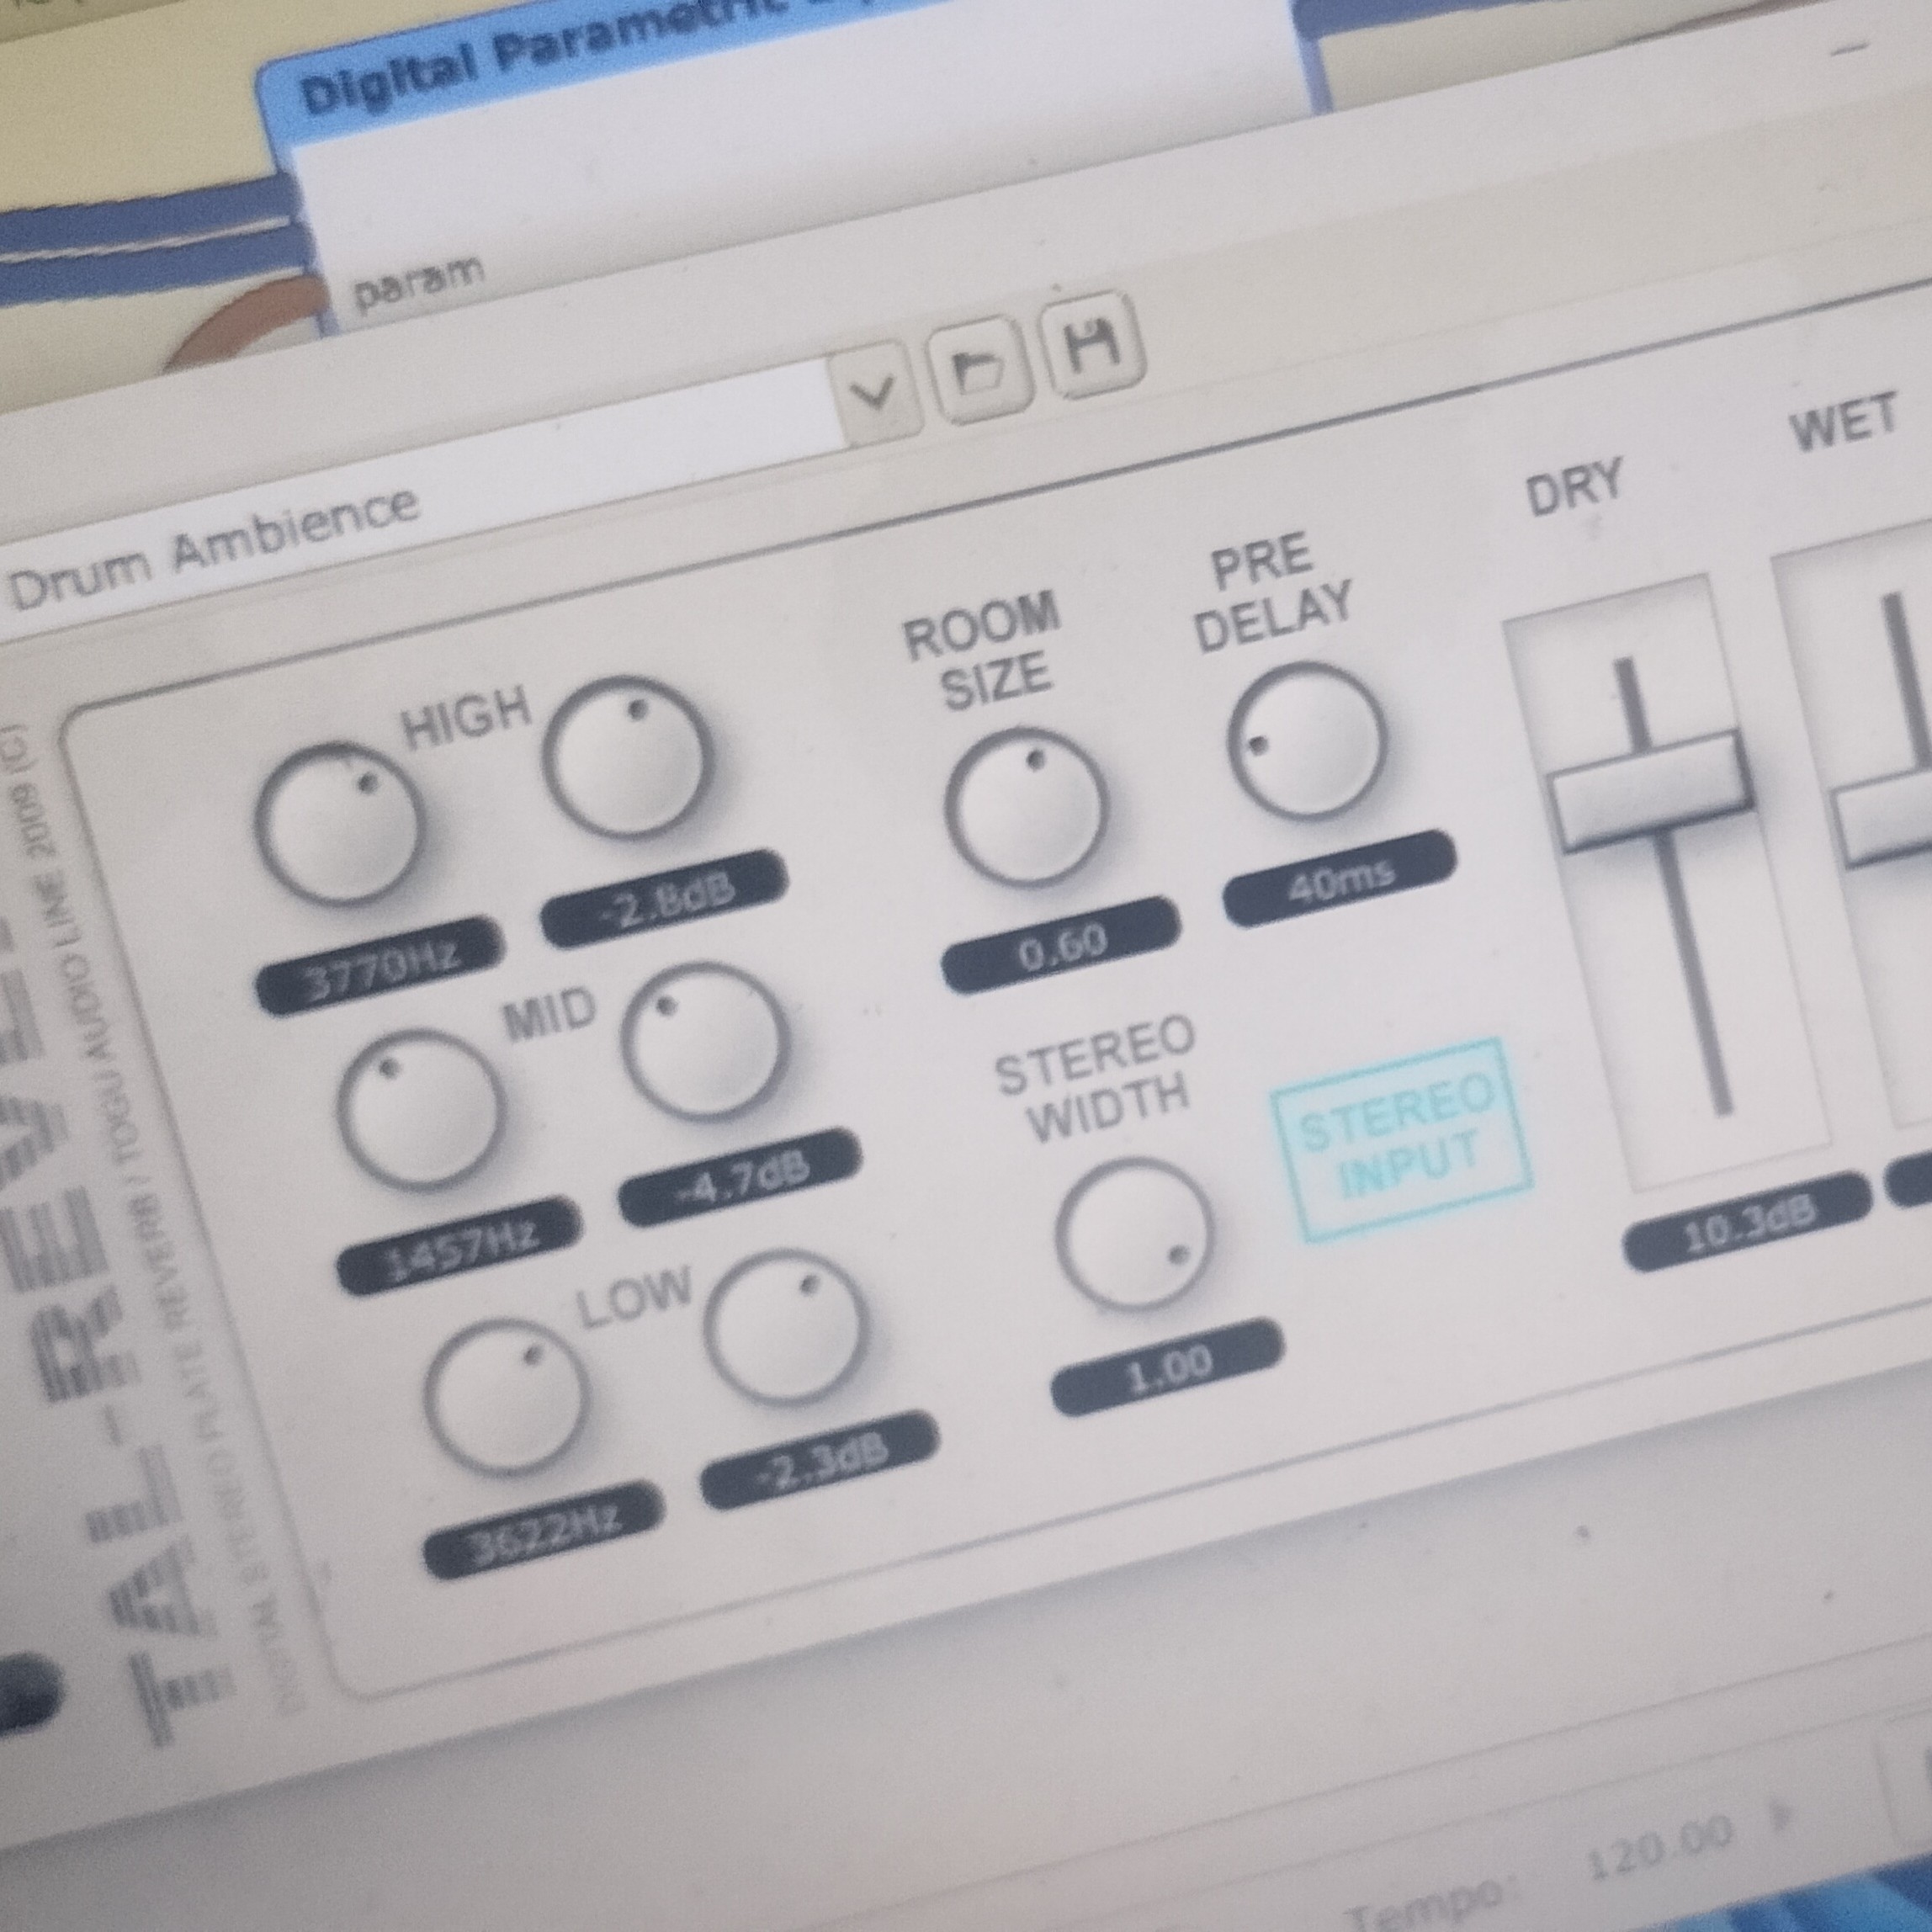 Digital Parametric
param
Drum Ambience
HIGH
3770Hz
-2.8dB
MID
1457Hz
-4.7dB
LOW
3622Hz
-2.3dB
ROOM
SIZE
0.60
PRE
DELAY
40ms
STEREO
WIDTH
1.00
STEREO
INPUT
DRY
10.3dB
WET
TAL-REVERB
DIGITAL STEREO PLATE REAVERB / TOGU AUDIO LINE 2009 (C)
Tempo: 120.00